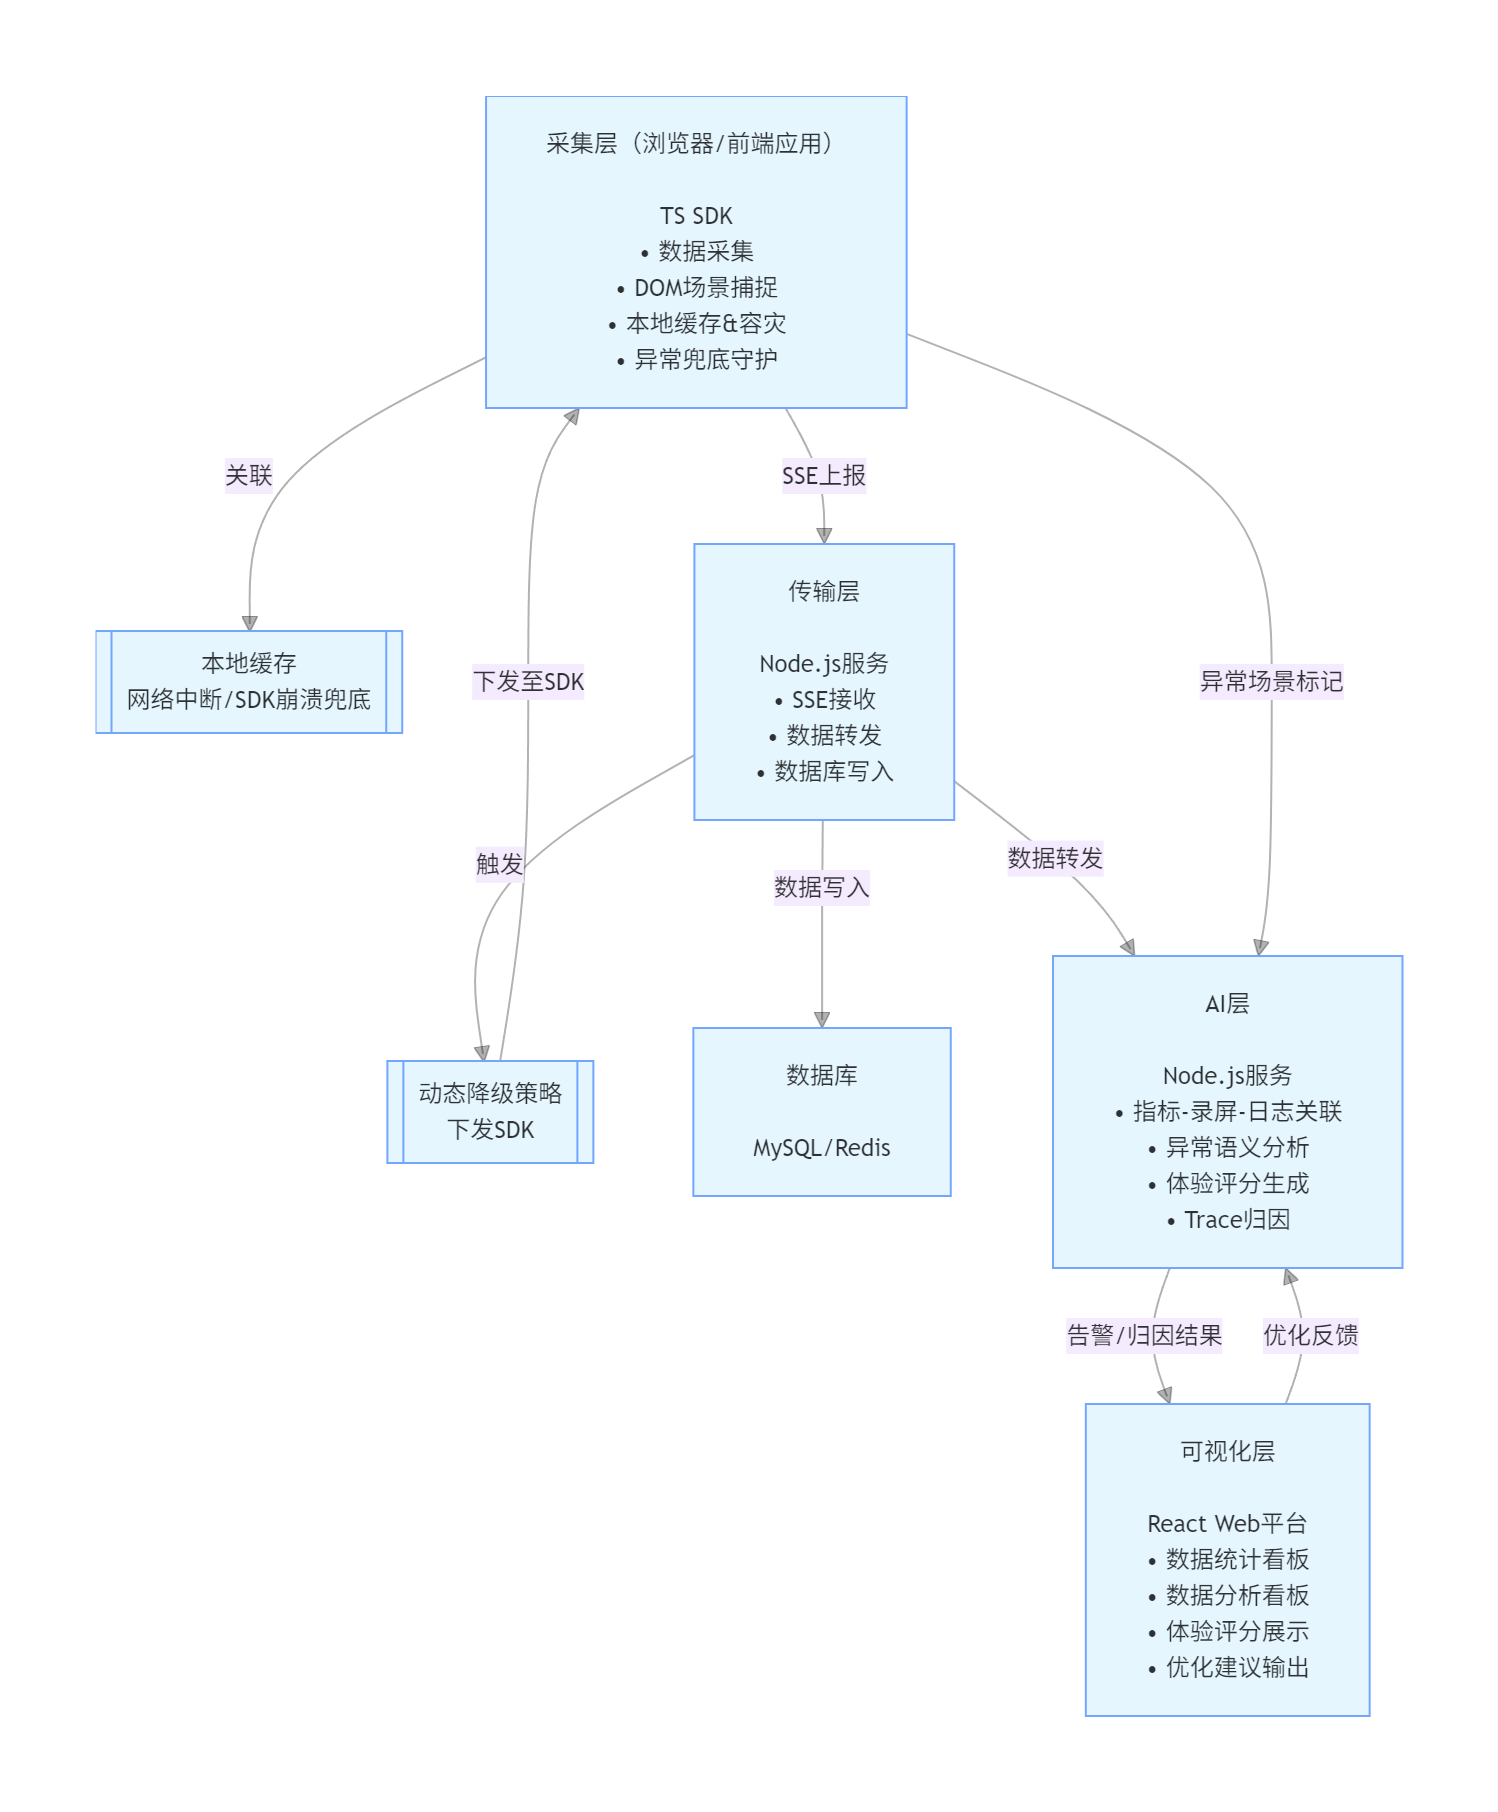 采集层（浏览器/前端应用）
TS SDK
• 数据采集
• DOM场景捕捉
• 本地缓存&容灾
• 异常兜底守护
关联
SSE上报
传输层
Node.js服务
• SSE接收
• 数据转发
• 数据库写入
本地缓存
网络中断/SDK崩溃兜底
下发至SDK
异常场景标记
触发
数据写入
数据转发
动态降级策略
下发SDK
数据库
MySQL/Redis
AI层
Node.js服务
• 指标-录屏-日志关联
• 异常语义分析
• 体验评分生成
• Trace归因
告警/归因结果
优化反馈
可视化层
React Web平台
• 数据统计看板
• 数据分析看板
• 体验评分展示
• 优化建议输出